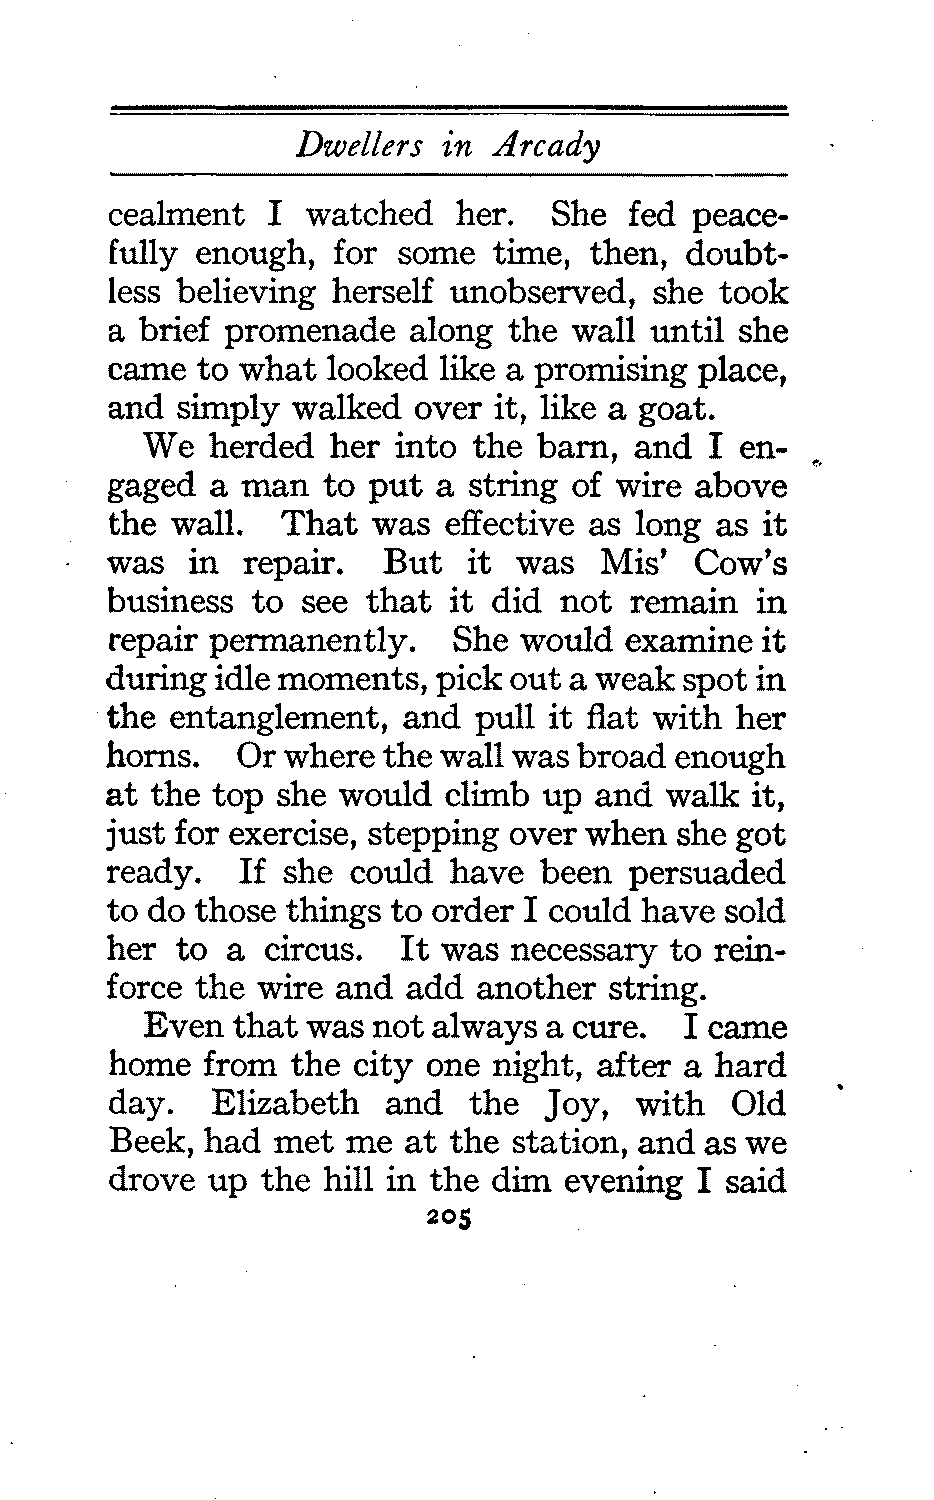 Dwellers in Arcady
cealment I watched her. She fed peace-
fully enough, for some time, then, doubt-
less believing herself unobserved, she took
a brief promenade along the wall until she
came to what looked like a promising place,
and simply walked over it, like a goat.
We herded her into the barn, and I en-
gaged a man to put a string of wire above
the wall. That was effective as long as it
was in repair. But it was Mis' Cow's
business to see that it did not remain in
repair permanently. She would examine it
during idle moments, pick out a weak spot in
the entanglement, and pull it flat with her
horns. Or where the wall was broad enough
at the top she would climb up and walk it,
just for exercise, stepping over when she got
ready. If she could have been persuaded
to do those things to order I could have sold
her to a circus. It was necessary to rein-
force the wire and add another string.
Even that was not always a cure. I came
home from the city one night, after a hard
day. Elizabeth and the Joy, with Old
Beek, had met me at the station, and as we
drove up the hill in the dim evening I said
205